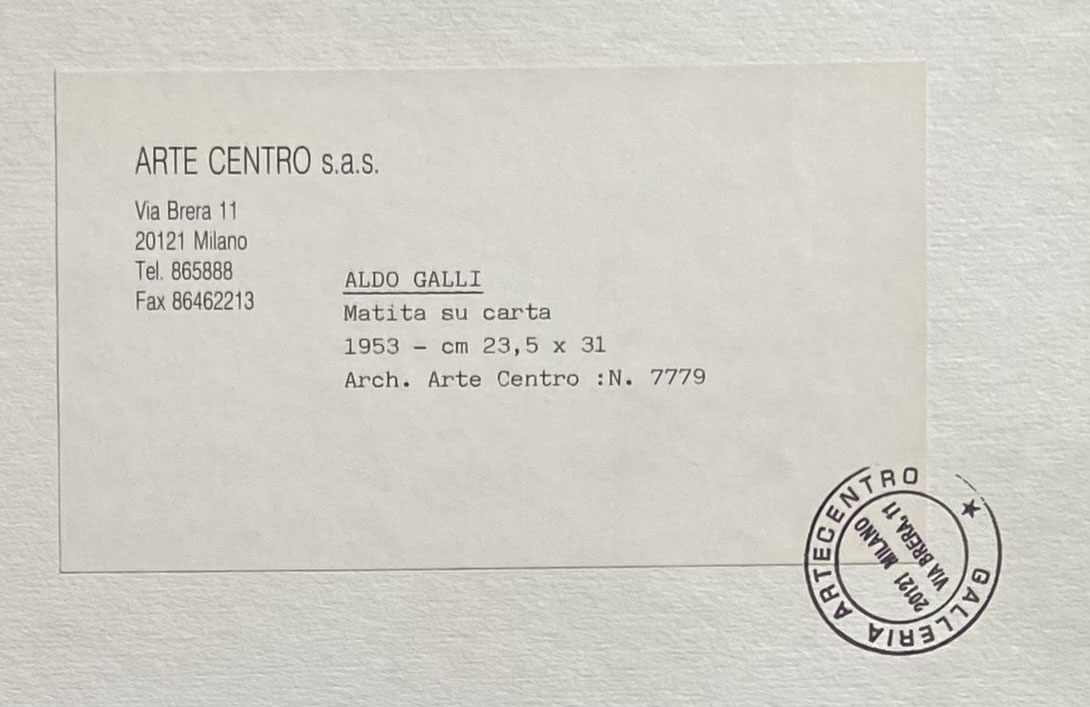 ARTE CENTRO s.a.s.
Via Brera 11
20121 Milano
Tel. 865888
Fax 86462213
ALDO GALLI
Matita su carta
1953 - cm 23,5 x 31
Arch. Arte Centro :N. 7779
GALLERIA ARTECENTRO ★
VIA BRERA, 11
20121 MILANO